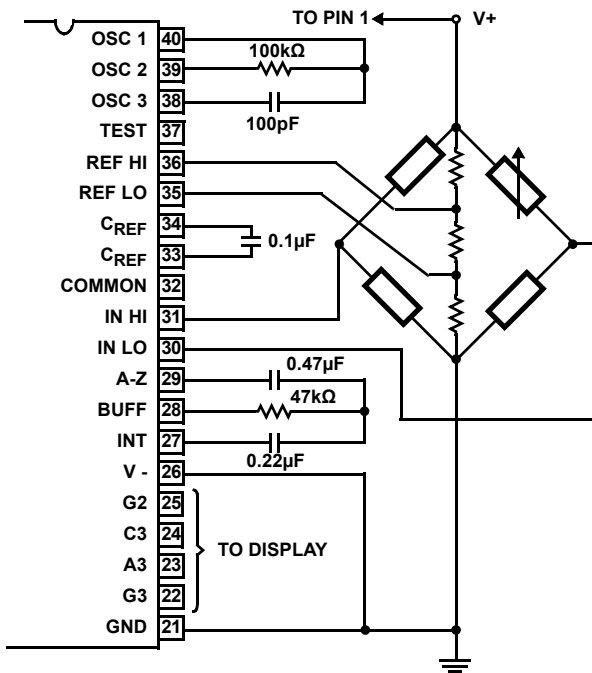 TO PIN 1
V+
OSC 1 40
100kΩ
OSC 2 39
OSC 3 38
100pF
TEST 37
REF HI 36
REF LO 35
CREF 34
0.1µF
CREF 33
COMMON 32
IN HI 31
IN LO 30
0.47µF
A-Z 29
47kΩ
BUFF 28
INT 27
0.22µF
V - 26
G2 25
C3 24
TO DISPLAY
A3 23
G3 22
GND 21